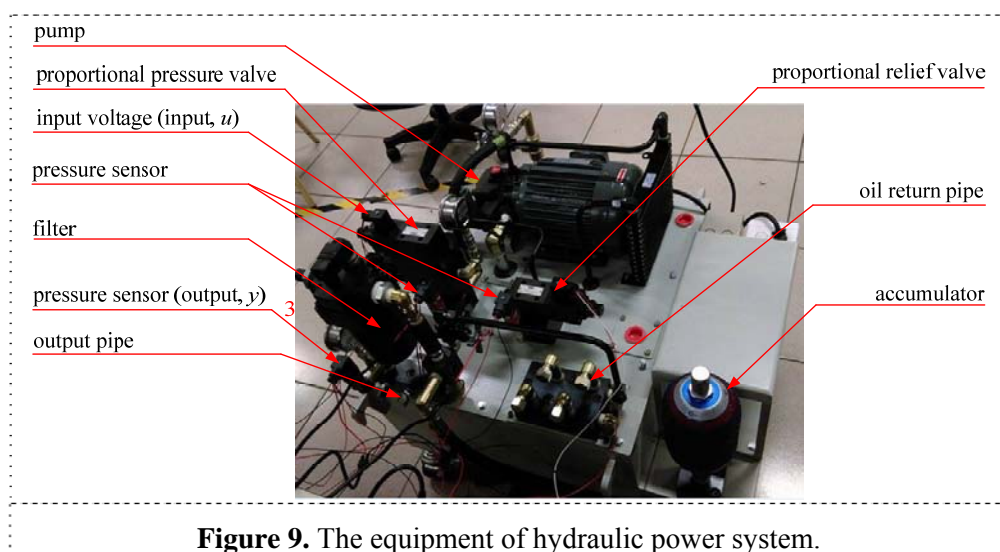 pump
proportional pressure valve
proportional relief valve
input voltage (input, u)
pressure sensor
oil return pipe
filter
pressure sensor (output, y)
3
accumulator
output pipe
Figure 9. The equipment of hydraulic power system.